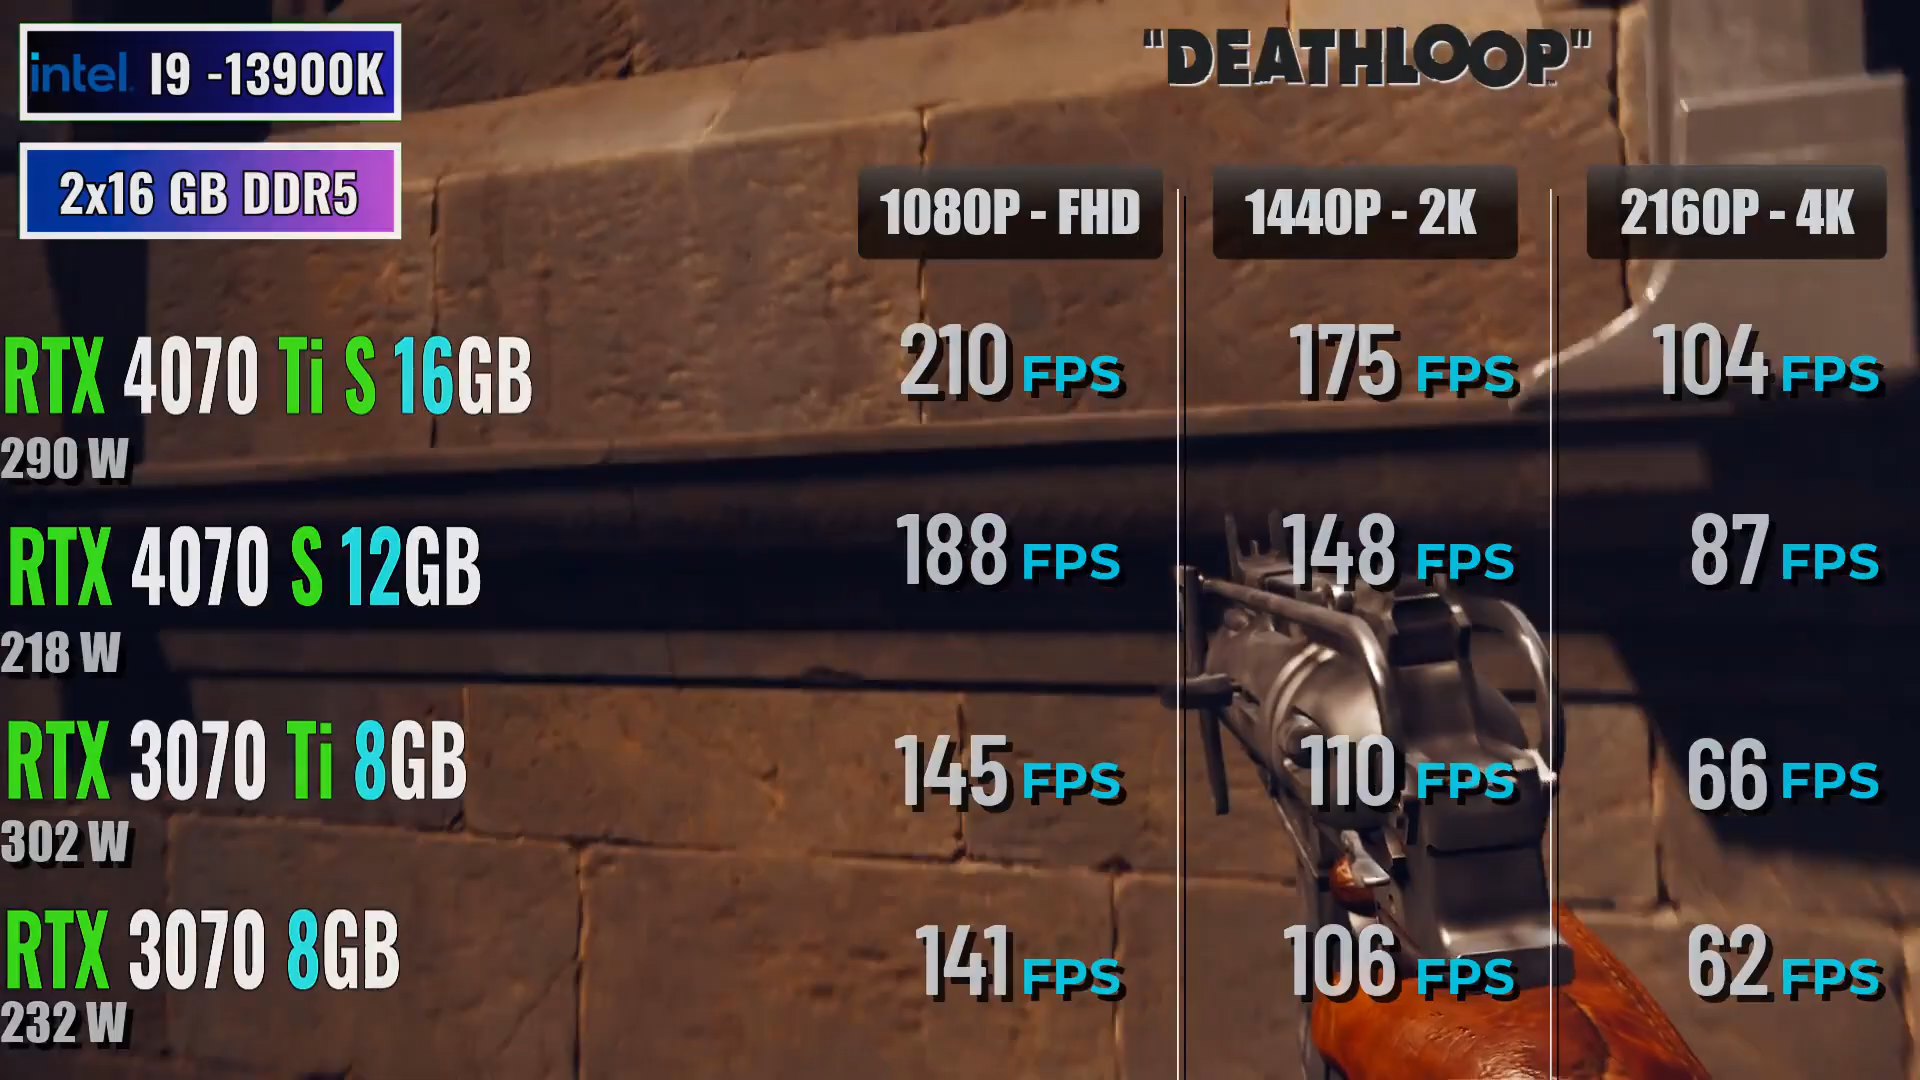 intel. I9 -13900K
"DEATHLOOP"
2x16 GB DDR5
1080P - FHD 1440P - 2K 2160P - 4K
RTX 4070 Ti S 16GB 210 FPS 175 FPS 104 FPS
290 W
RTX 4070 S 12GB 188 FPS 148 FPS 87 FPS
218 W
RTX 3070 Ti 8GB 145 FPS 110 FPS 66 FPS
302 W
RTX 3070 8GB 141 FPS 106 FPS 62 FPS
232 W